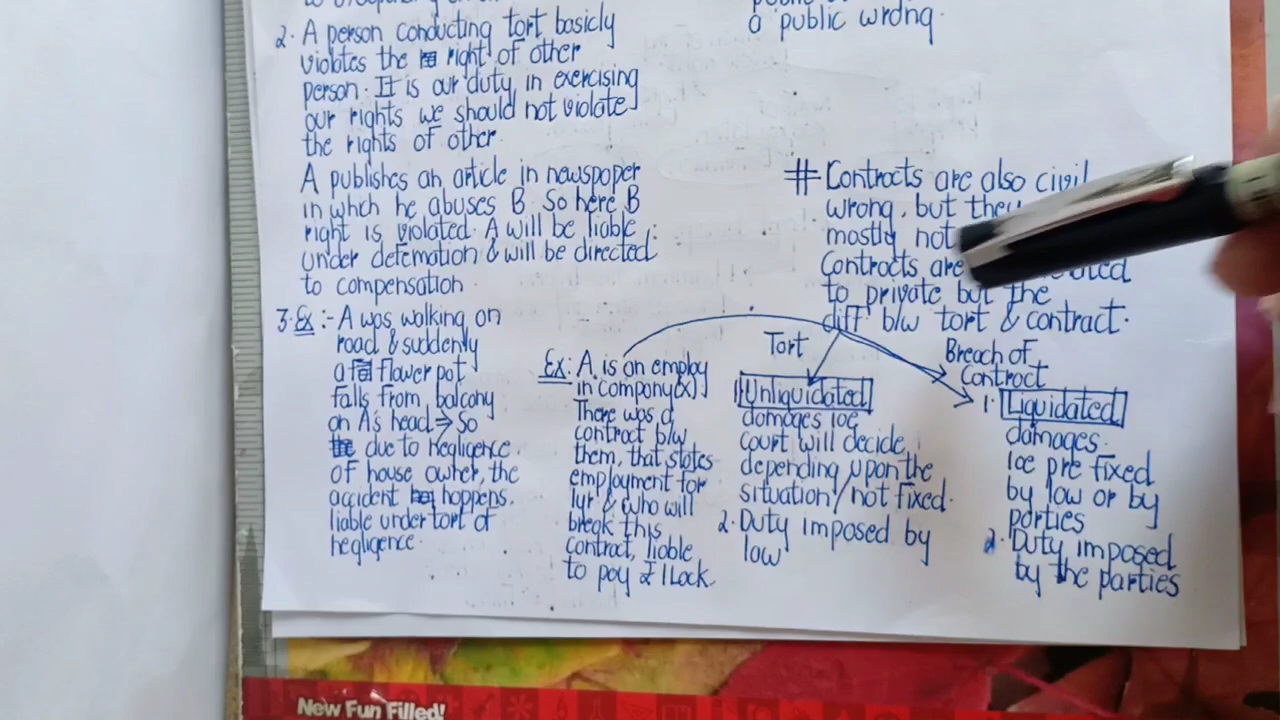 a public wrong.
2. A person conducting tort basicly
violates the right of other
person. It is our duty in exercising
our rights we should not violate
the rights of other.
A publishes an article in newspaper
in which he abuses B. So here B
right is violated. A will be liable
under defemation & will be directed
to compensation.
3. Ex:- A was walking on
road & suddenly
a flower pot
falls from balcony
on A's head → So
due to negligence
of house owner, the
accident happens.
liable under tort of
negligence.
Ex: A is an employ
in company(x)
There was a
contract b/w
them, that states
employment for
1yr & who will
break this
contract, liable
to pay ₹ 1 lack.
# Contracts are also civil
wrong, but they
mostly not
Contracts are
to private but the
diff b/w tort & contract.
Tort
Unliquidated
damages ice
court will decide
depending upon the
situation/not fixed.
2. Duty imposed by
law
Breach of
Contract
1. Liquidated
damages.
ice pre fixed
by law or by
parties
2. Duty imposed
by the parties
New Fun Filled!